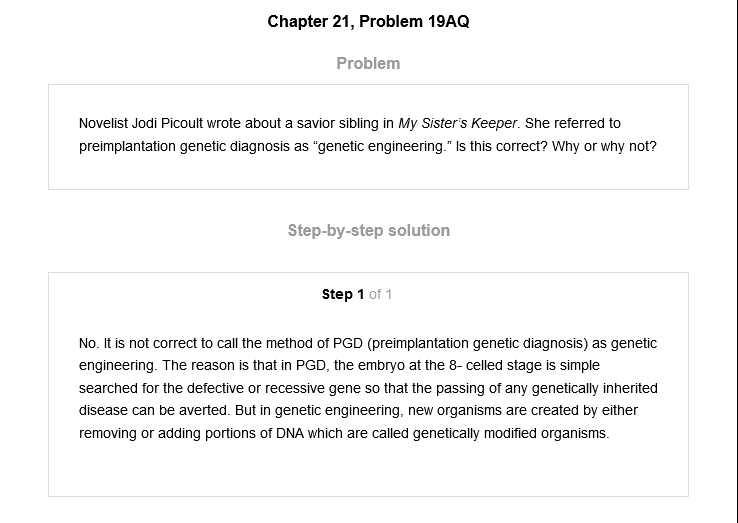 Chapter 21, Problem 19AQ
Problem
Novelist Jodi Picoult wrote about a savior sibling in My Sister's Keeper. She referred to
preimplantation genetic diagnosis as “genetic engineering.” Is this correct? Why or why not?
Step-by-step solution
Step 1 of 1
No. It is not correct to call the method of PGD (preimplantation genetic diagnosis) as genetic
engineering. The reason is that in PGD, the embryo at the 8- celled stage is simple
searched for the defective or recessive gene so that the passing of any genetically inherited
disease can be averted. But in genetic engineering, new organisms are created by either
removing or adding portions of DNA which are called genetically modified organisms.